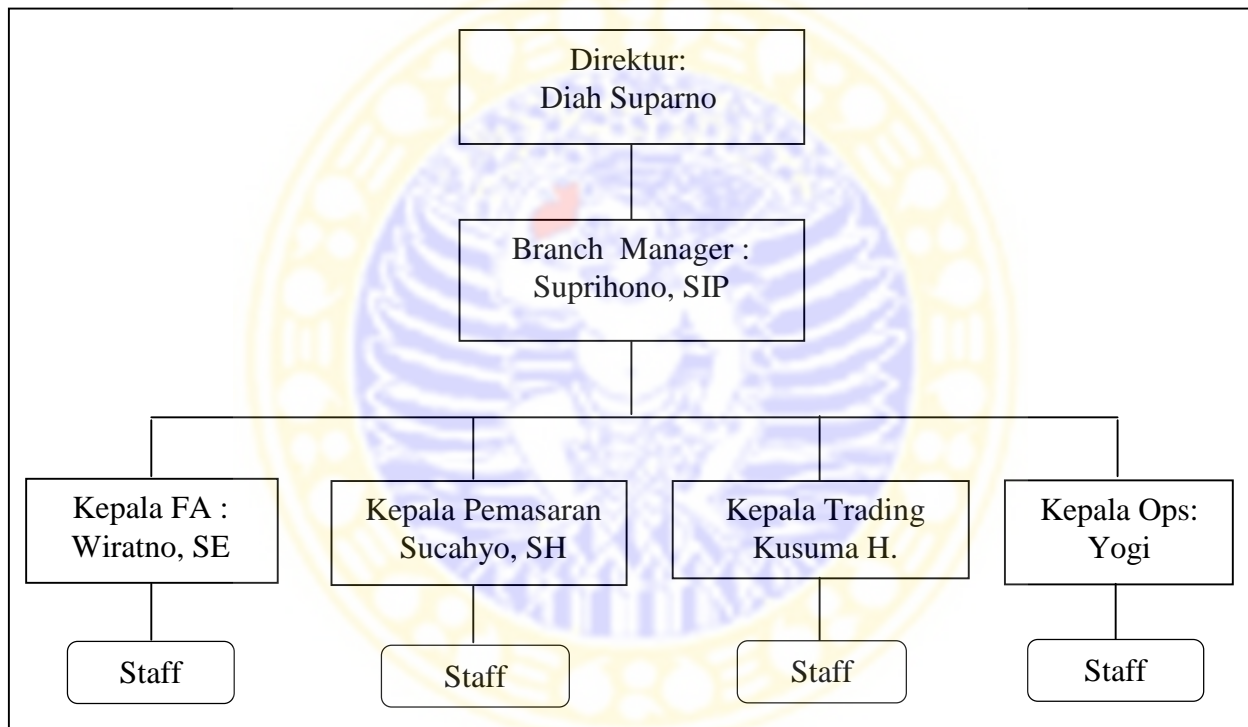 Direktur:
Diah Suparno
Branch Manager :
Suprihono, SIP
Kepala FA :
Wiratno, SE
Kepala Pemasaran
Sucahyo, SH
Kepala Trading
Kusuma H.
Kepala Ops:
Yogi
Staff
Staff
Staff
Staff